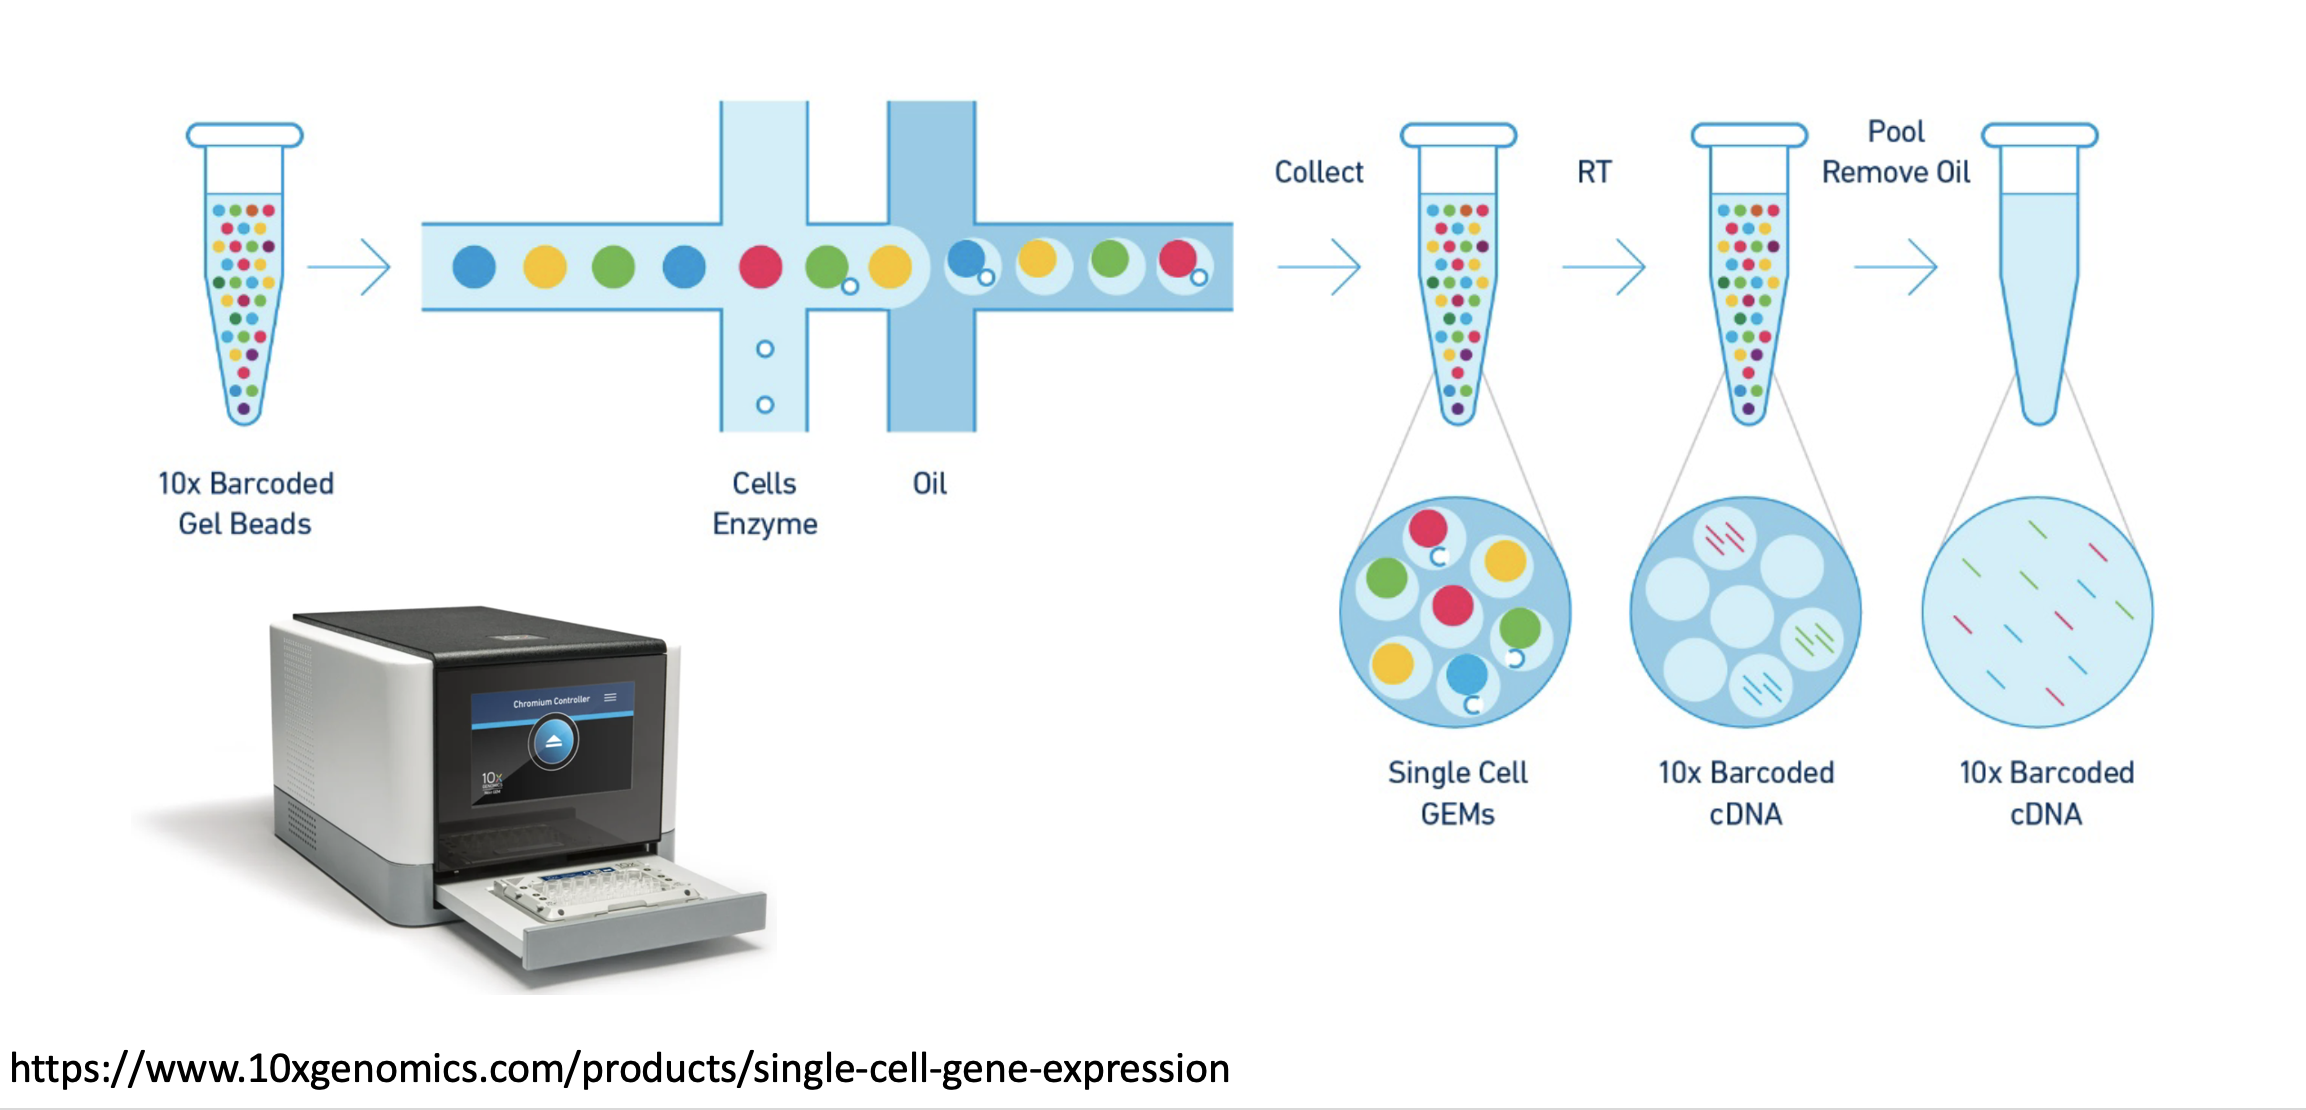 Collect
RT
Pool
Remove Oil
10x Barcoded
Gel Beads
Cells
Enzyme
Oil
Single Cell
GEMs
10x Barcoded
cDNA
10x Barcoded
cDNA
Chromium Controller
10x
GENOMICS
https://www.10xgenomics.com/products/single-cell-gene-expression